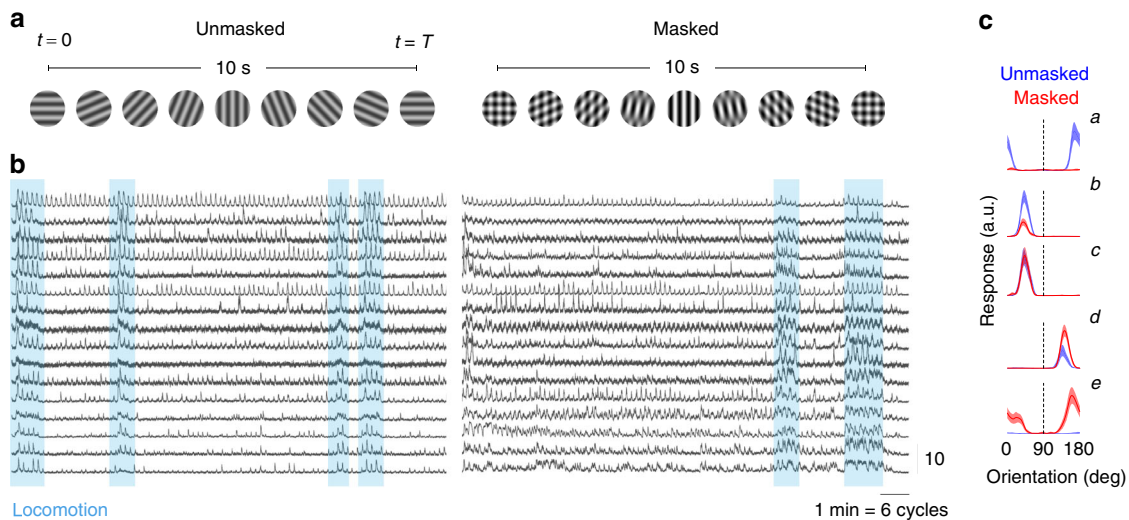 a
Unmasked
t = 0
t = T
10 s
Masked
10 s
b
10
Locomotion
1 min = 6 cycles
c
Unmasked
Masked
a
b
c
d
e
Response (a.u.)
0 90 180
Orientation (deg)